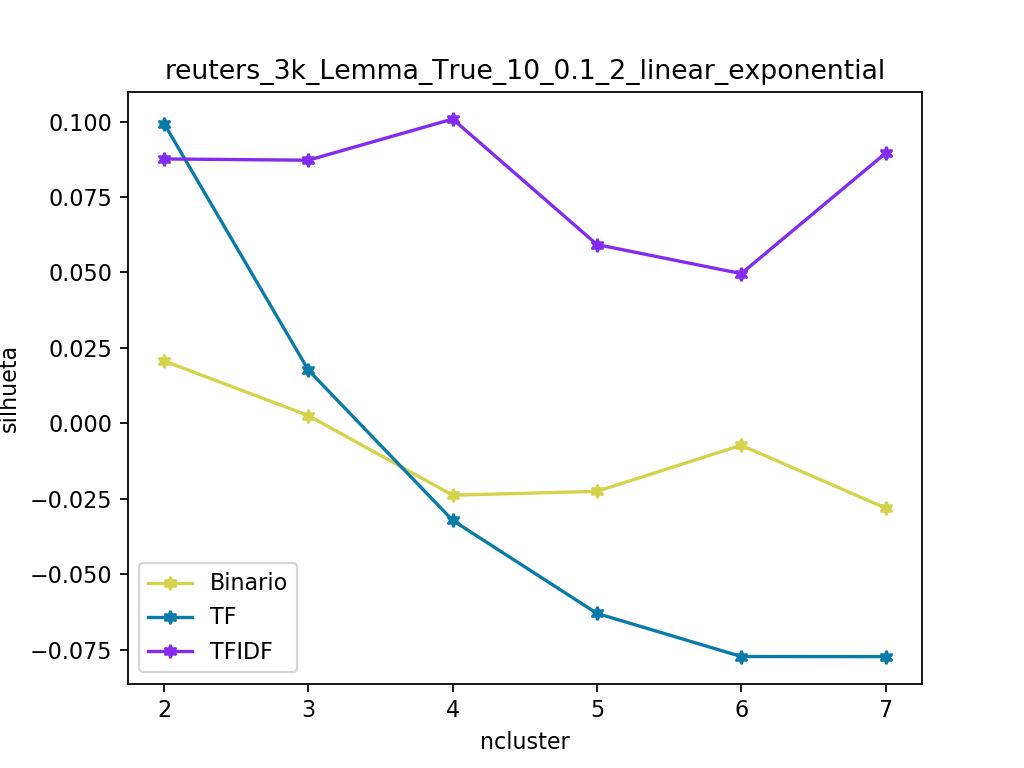 reuters_3k_Lemma_True_10_0.1_2_linear_exponential
0.100
0.075
0.050
0.025
0.000
−0.025
−0.050
−0.075
silhueta
Binario
TF
TFIDF
2 3 4 5 6 7
ncluster